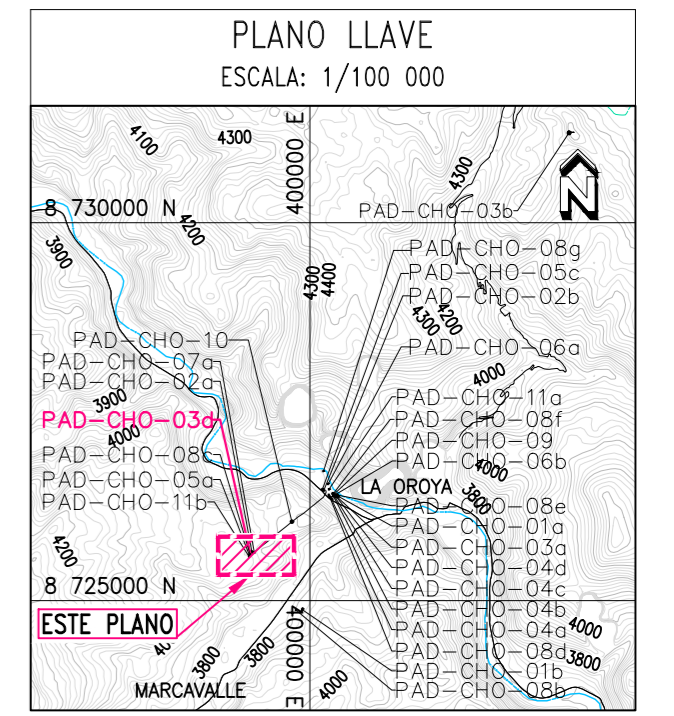 PLANO LLAVE
ESCALA: 1/100 000
4100
4300
400000 E
4300
N
PAD-CHO-03b
8 730000 N
4200
3900
PAD-CHO-08g
PAD-CHO-05c
4300
4400
PAD-CHO-02b
4300
4200
PAD-CHO-10
PAD-CHO-06a
PAD-CHO-07a
PAD-CHO-02a
4000
3900
PAD-CHO-11a
PAD-CHO-03d
PAD-CHO-08f
4000
PAD-CHO-09
PAD-CHO-06b
4000
LA OROYA
3800
PAD-CHO-05a
PAD-CHO-11b
PAD-CHO-08e
PAD-CHO-01a
PAD-CHO-03a
4200
PAD-CHO-04d
8 725000 N
PAD-CHO-04c
PAD-CHO-04b
ESTE PLANO
400000 E
PAD-CHO-04a
4000
PAD-CHO-08d
3800
3800
3800
PAD-CHO-01b
MARCAVALLE
4000
PAD-CHO-08b